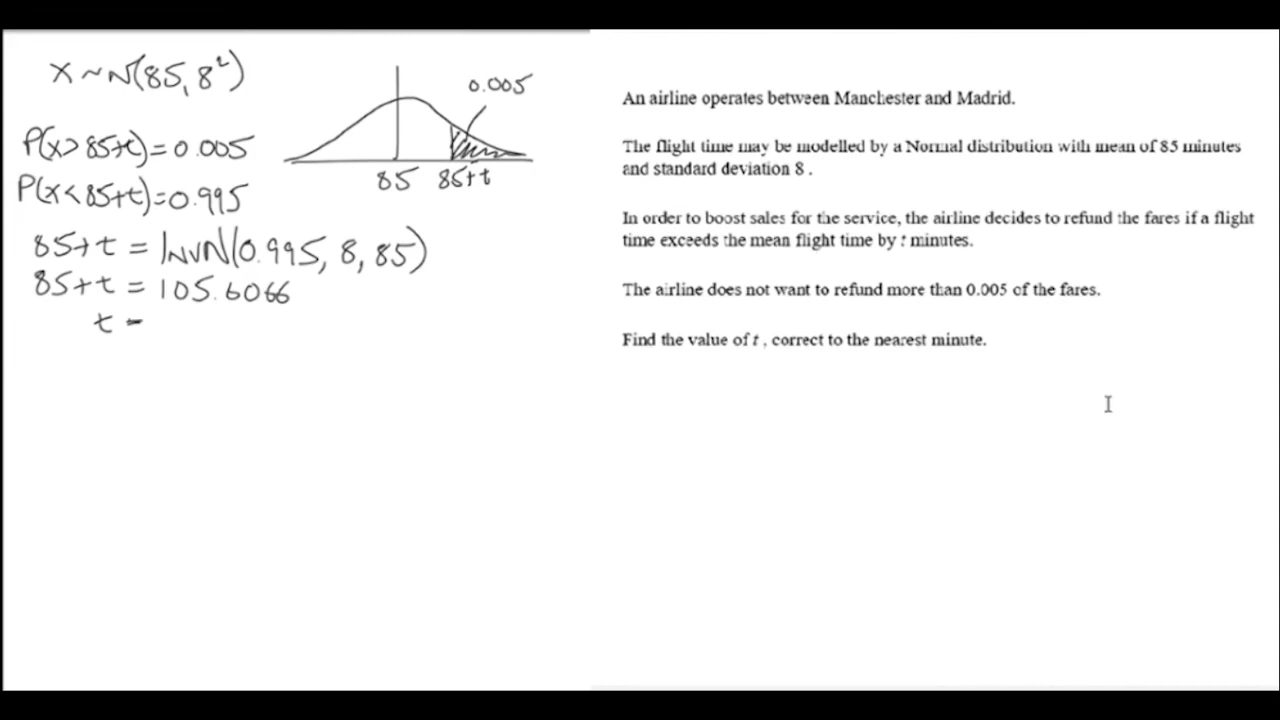 X ~ N(85, 8²)
P(X > 85+t) = 0.005
P(X < 85+t) = 0.995
85+t = InvN(0.995, 8, 85)
85+t = 105.6066
t =
0.005
85 85+t
An airline operates between Manchester and Madrid.
The flight time may be modelled by a Normal distribution with mean of 85 minutes
and standard deviation 8 .
In order to boost sales for the service, the airline decides to refund the fares if a flight
time exceeds the mean flight time by t minutes.
The airline does not want to refund more than 0.005 of the fares.
Find the value of t , correct to the nearest minute.